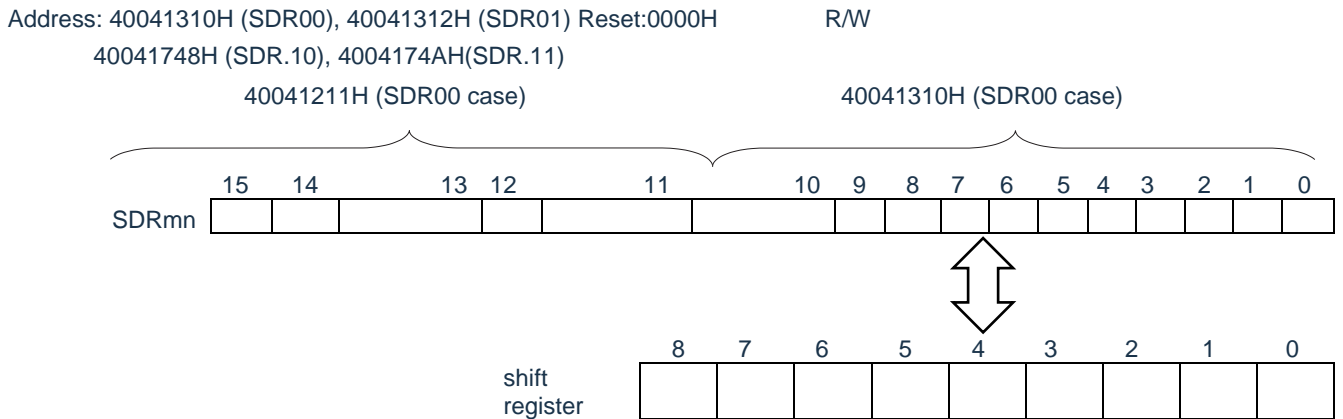 Address: 40041310H (SDR00), 40041312H (SDR01) Reset:0000H R/W
40041748H (SDR.10), 4004174AH(SDR.11)
40041211H (SDR00 case) 40041310H (SDR00 case)
15 14 13 12 11 10 9 8 7 6 5 4 3 2 1 0
SDRmn
8 7 6 5 4 3 2 1 0
shift
register